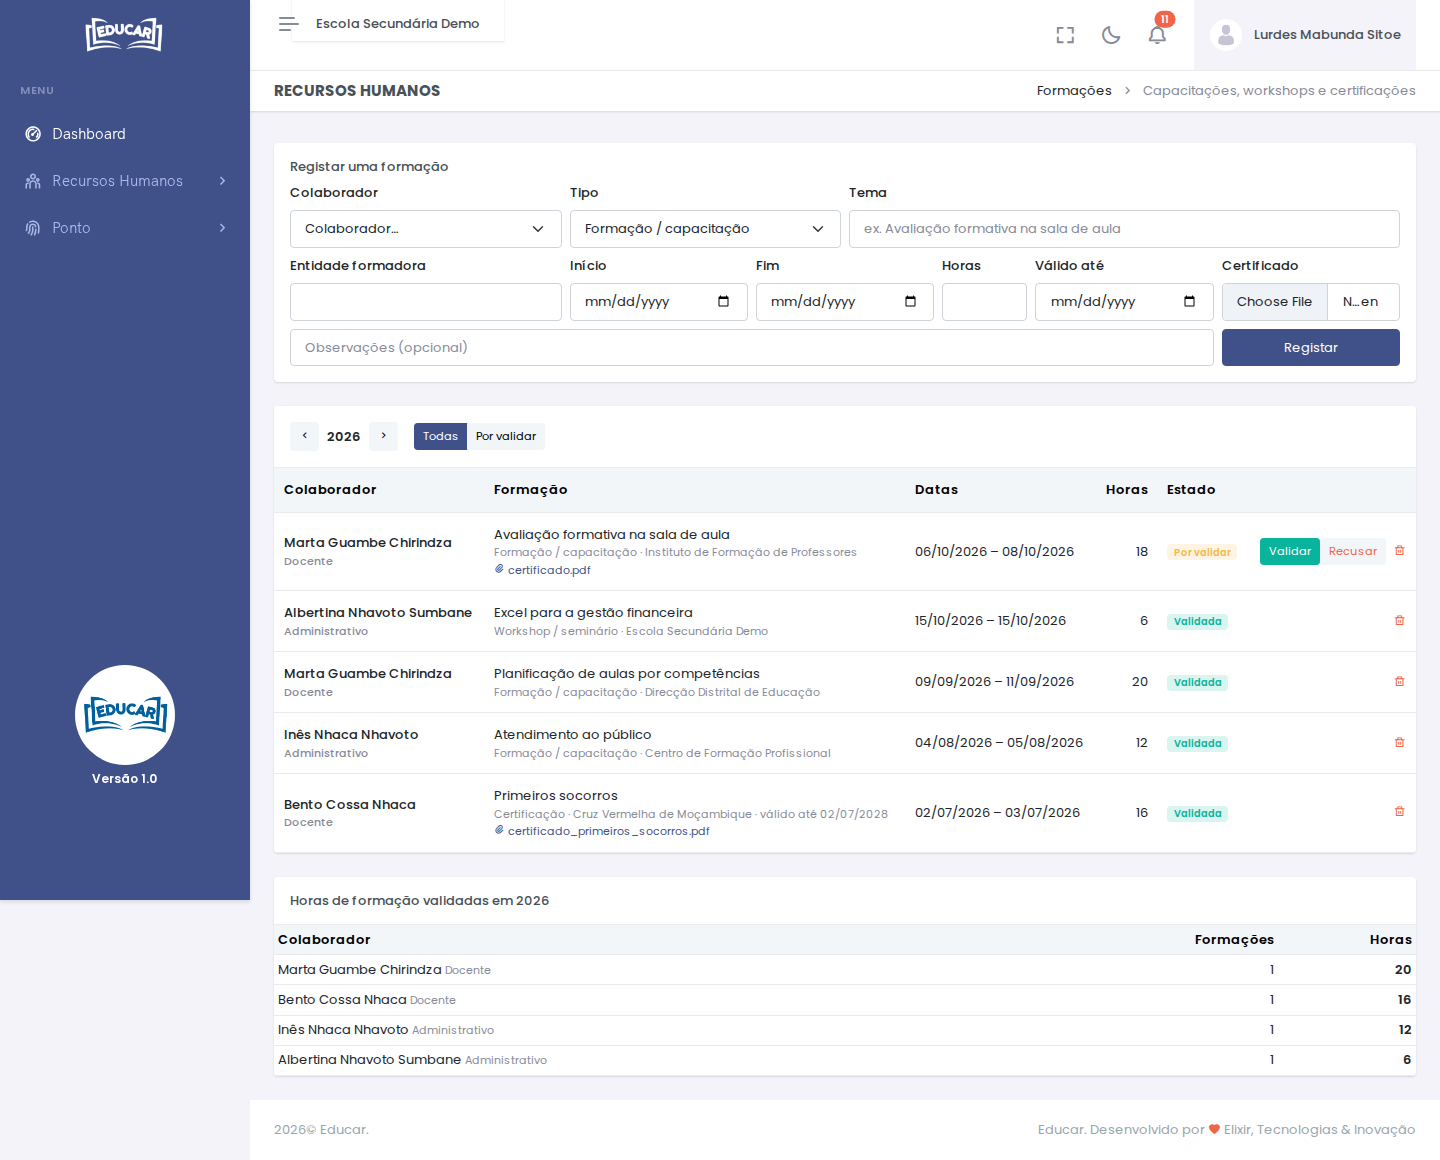 EDUCAR
Escola Secundária Demo
11
Lurdes Mabunda Sitoe
MENU
Dashboard
Recursos Humanos
Ponto
EDUCAR
Versão 1.0
RECURSOS HUMANOS
Formações > Capacitações, workshops e certificações
Registar uma formação
Colaborador Tipo Tema
Colaborador... Formação / capacitação ex. Avaliação formativa na sala de aula
Entidade formadora Início Fim Horas Válido até Certificado
mm/dd/yyyy mm/dd/yyyy mm/dd/yyyy Choose File N...en
Observações (opcional) Registar
2026 Todas Por validar
Colaborador Formação Datas Horas Estado
Marta Guambe Chirindza
Docente
Avaliação formativa na sala de aula
Formação / capacitação · Instituto de Formação de Professores
certificado.pdf
06/10/2026 – 08/10/2026 18 Por validar Validar Recusar
Albertina Nhavoto Sumbane
Administrativo
Excel para a gestão financeira
Workshop / seminário · Escola Secundária Demo
15/10/2026 – 15/10/2026 6 Validada
Marta Guambe Chirindza
Docente
Planificação de aulas por competências
Formação / capacitação · Direcção Distrital de Educação
09/09/2026 – 11/09/2026 20 Validada
Inês Nhaca Nhavoto
Administrativo
Atendimento ao público
Formação / capacitação · Centro de Formação Profissional
04/08/2026 – 05/08/2026 12 Validada
Bento Cossa Nhaca
Docente
Primeiros socorros
Certificação · Cruz Vermelha de Moçambique · válido até 02/07/2028
certificado_primeiros_socorros.pdf
02/07/2026 – 03/07/2026 16 Validada
Horas de formação validadas em 2026
Colaborador Formações Horas
Marta Guambe Chirindza Docente 1 20
Bento Cossa Nhaca Docente 1 16
Inês Nhaca Nhavoto Administrativo 1 12
Albertina Nhavoto Sumbane Administrativo 1 6
2026© Educar. Educar. Desenvolvido por ♥ Elixir, Tecnologias & Inovação